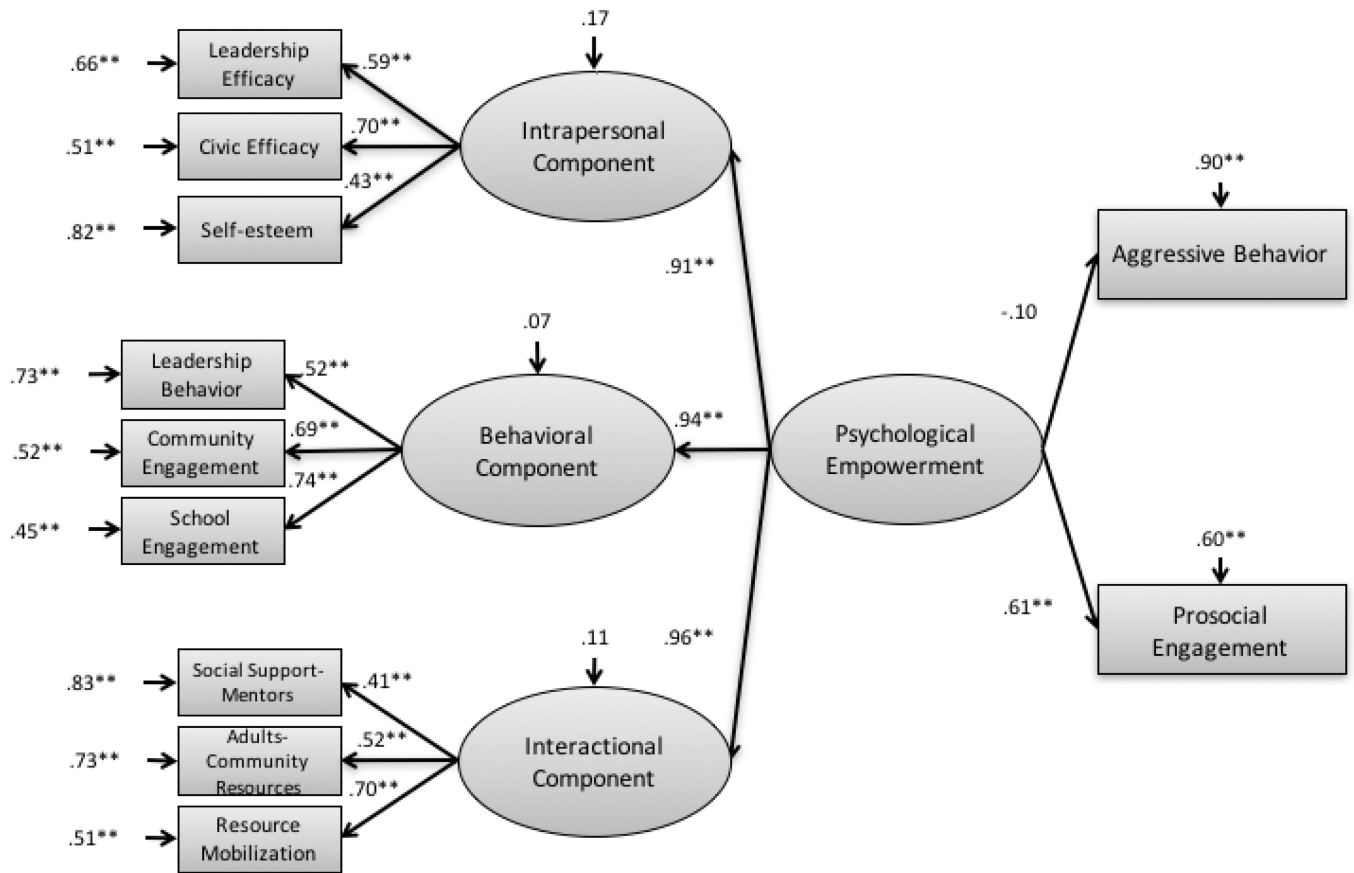 .17
.66**
Leadership
Efficacy
.59**
.51**
Civic Efficacy
.70**
Intrapersonal
Component
.82**
Self-esteem
.43**
.91**
.90**
Aggressive Behavior
-.10
.07
.73**
Leadership
Behavior
.52**
.52**
Community
Engagement
.69**
Behavioral
Component
.94**
Psychological
Empowerment
.45**
School
Engagement
.74**
.60**
.61**
Prosocial
Engagement
.11
.96**
.83**
Social Support-
Mentors
.41**
.73**
Adults-
Community
Resources
.52**
Interactional
Component
.51**
Resource
Mobilization
.70**